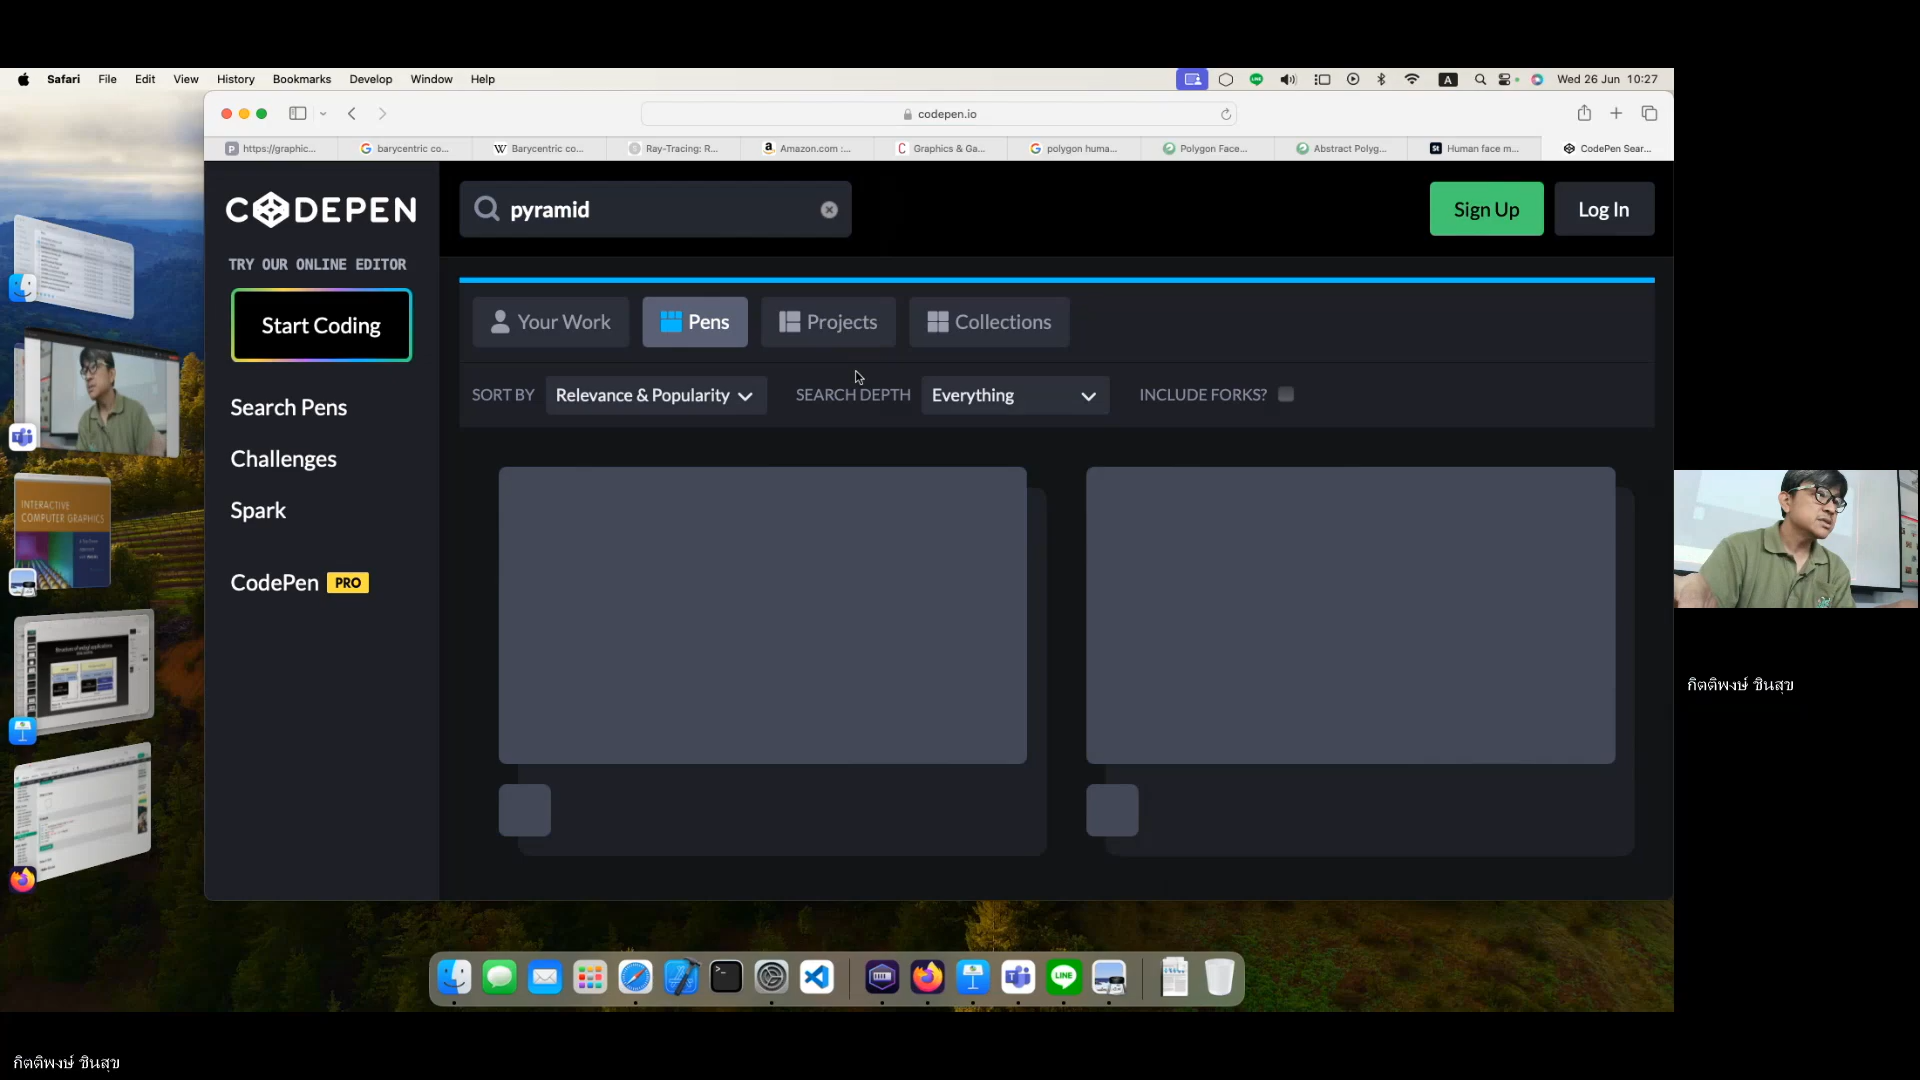 Safari File Edit View History Bookmarks Develop Window Help
A
Wed 26 Jun 10:27
codepen.io
https://graphic...
barycentric co...
Barycentric co...
Ray-Tracing: R...
Amazon.com :...
Graphics & Ga...
polygon huma...
Polygon Face...
Abstract Polyg...
Human face m...
CodePen Sear...
CODEPEN
pyramid
Sign Up
Log In
TRY OUR ONLINE EDITOR
Start Coding
Your Work
Pens
Projects
Collections
SORT BY Relevance & Popularity SEARCH DEPTH Everything INCLUDE FORKS?
Search Pens
Challenges
Spark
CodePen PRO
INTERACTIVE
COMPUTER GRAPHICS
LINE
กิตติพงษ์ ชินสุข
กิตติพงษ์ ชินสุข